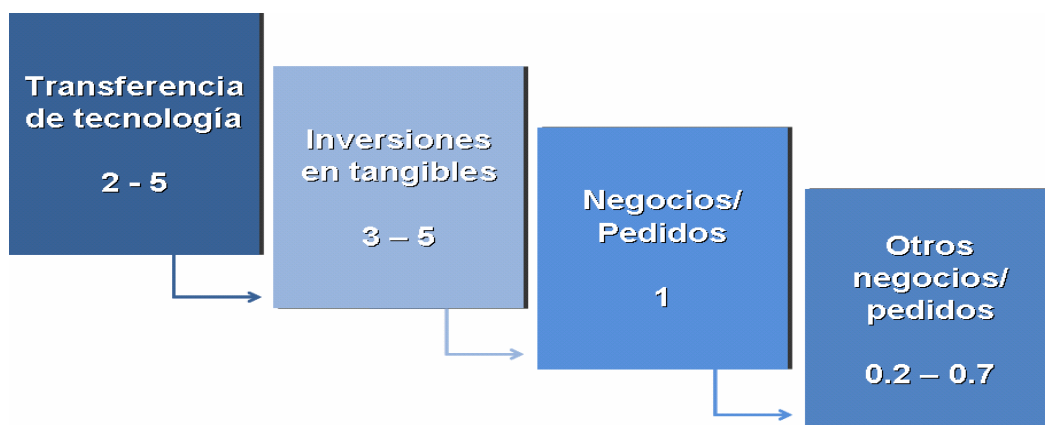 Transferencia
de tecnología
2 - 5
Inversiones
en tangibles
3 – 5
Negocios/
Pedidos
1
Otros
negocios/
pedidos
0.2 – 0.7